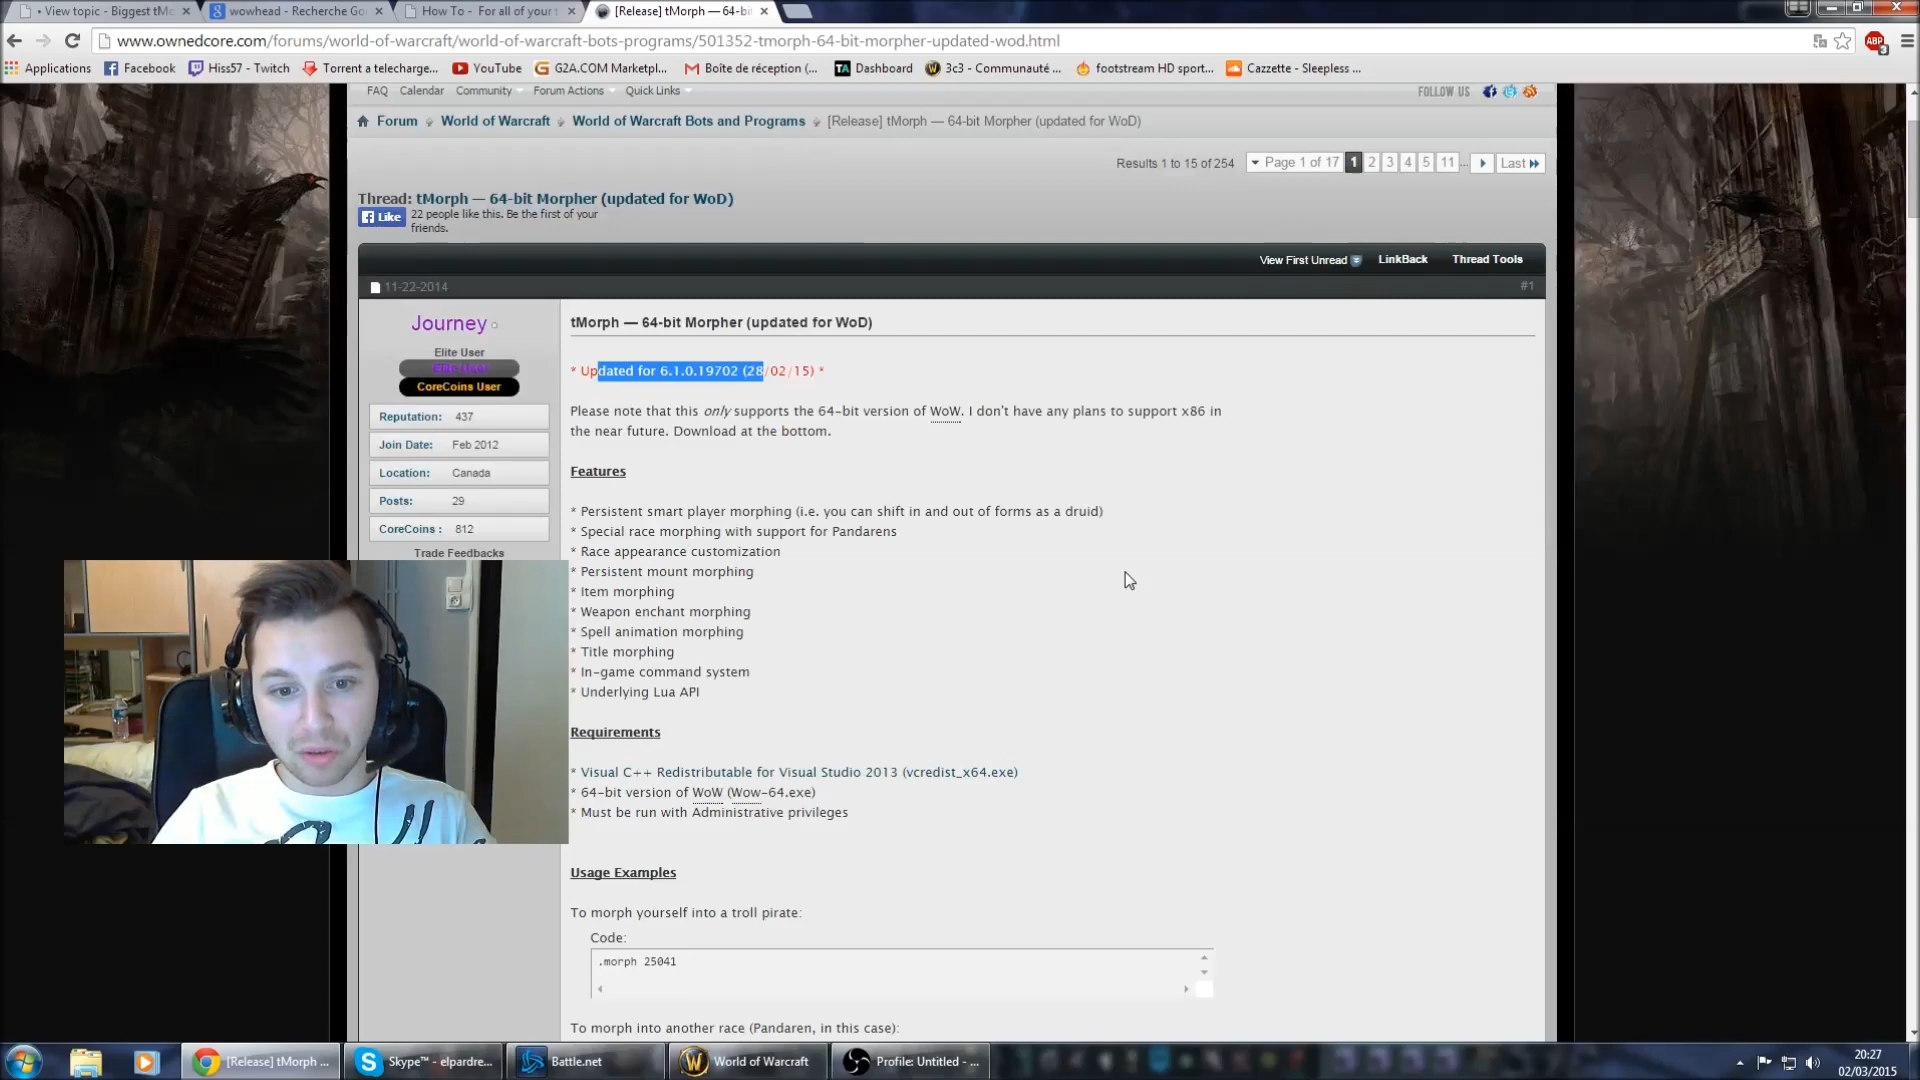 • View topic - Biggest tMo
wowhead - Recherche Go
How To - For all of your t
[Release] tMorph — 64-bi
www.ownedcore.com/forums/world-of-warcraft/world-of-warcraft-bots-programs/501352-tmorph-64-bit-morpher-updated-wod.html
ABP
Applications
Facebook
Hiss57 - Twitch
Torrent a telecharge...
YouTube
G2A.COM Marketpl...
Boîte de réception (...
Dashboard
3c3 - Communauté ...
footstream HD sport...
Cazzette - Sleepless ...
FAQ Calendar Community Forum Actions Quick Links
FOLLOW US
Forum World of Warcraft World of Warcraft Bots and Programs [Release] tMorph — 64-bit Morpher (updated for WoD)
Results 1 to 15 of 254 Page 1 of 17 1 2 3 4 5 11 ... Last
Thread: tMorph — 64-bit Morpher (updated for WoD)
Like
22 people like this. Be the first of your
friends.
View First Unread LinkBack Thread Tools
11-22-2014 #1
Journey
Elite User
Elite User
CoreCoins User
Reputation: 437
Join Date: Feb 2012
Location: Canada
Posts: 29
CoreCoins : 812
Trade Feedbacks
tMorph — 64-bit Morpher (updated for WoD)
* Updated for 6.1.0.19702 (28/02/15) *
Please note that this only supports the 64-bit version of WoW. I don't have any plans to support x86 in
the near future. Download at the bottom.
Features
* Persistent smart player morphing (i.e. you can shift in and out of forms as a druid)
* Special race morphing with support for Pandarens
* Race appearance customization
* Persistent mount morphing
* Item morphing
* Weapon enchant morphing
* Spell animation morphing
* Title morphing
* In-game command system
* Underlying Lua API
Requirements
* Visual C++ Redistributable for Visual Studio 2013 (vcredist_x64.exe)
* 64-bit version of WoW (Wow-64.exe)
* Must be run with Administrative privileges
Usage Examples
To morph yourself into a troll pirate:
Code:
.morph 25041
To morph into another race (Pandaren, in this case):
[Release] tMorph ...
Skype™ - elpardre...
Battle.net
World of Warcraft
Profile: Untitled - ...
20:27
02/03/2015